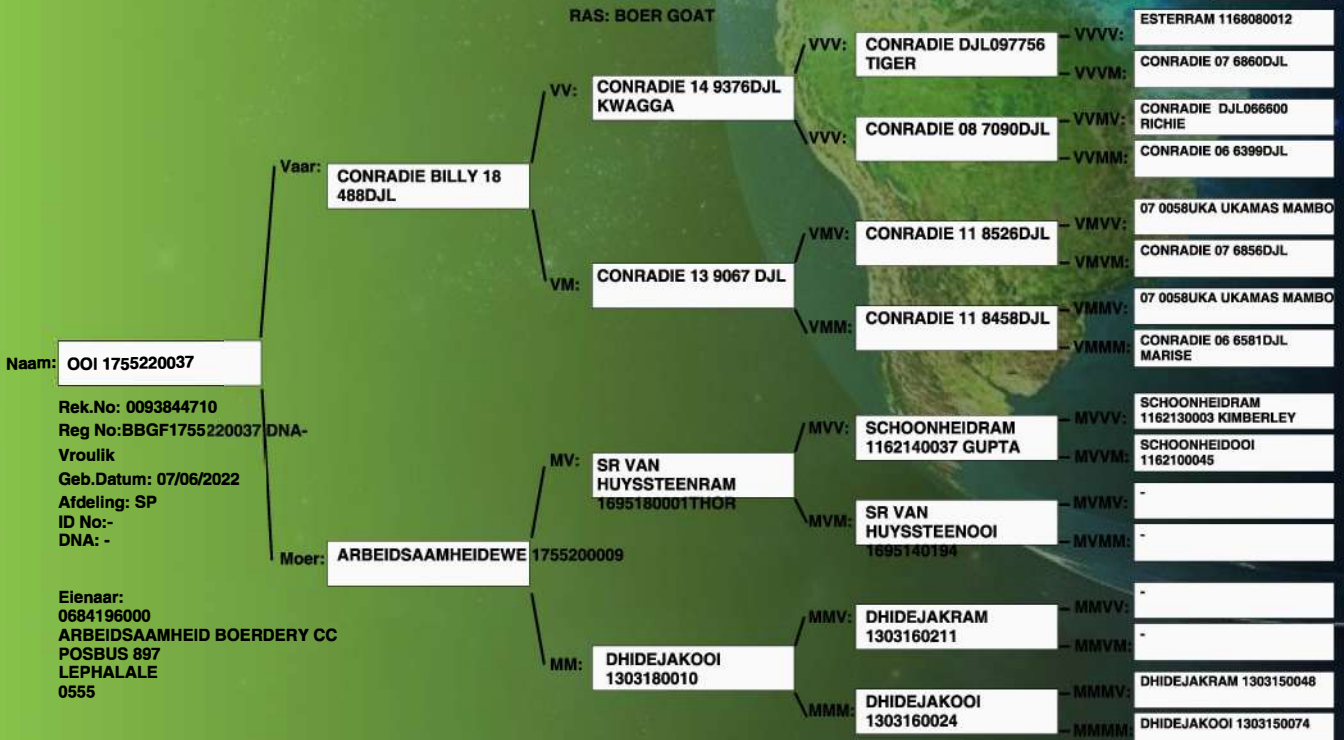 RAS: BOER GOAT
Naam: OOI 1755220037
Rek.No: 0093844710
Reg No:BBGF1755220037 DNA-
Vroulik
Geb.Datum: 07/06/2022
Afdeling: SP
ID No:-
DNA: -
Eienaar:
0684196000
ARBEIDSAAMHEID BOERDERY CC
POSBUS 897
LEPHALALE
0555
Vaar: CONRADIE BILLY 18
488DJL
Moer: ARBEIDSAAMHEIDEWE 1755200009
VV: CONRADIE 14 9376DJL
KWAGGA
VM: CONRADIE 13 9067 DJL
MV: SR VAN
HUYSSTEENRAM
1695180001THOR
MM: DHIDEJAKOOI
1303180010
VVV: CONRADIE DJL097756
TIGER
VVV: CONRADIE 08 7090DJL
VMV: CONRADIE 11 8526DJL
VMM: CONRADIE 11 8458DJL
MVV: SCHOONHEIDRAM
1162140037 GUPTA
MVM: SR VAN
HUYSSTEENOOI
1695140194
MMV: DHIDEJAKRAM
1303160211
MMM: DHIDEJAKOOI
1303160024
VVVV: ESTERRAM 1168080012
VVVM: CONRADIE 07 6860DJL
VVMV: CONRADIE DJL066600
RICHIE
VVMM: CONRADIE 06 6399DJL
VMVV: 07 0058UKA UKAMAS MAMBO
VMVM: CONRADIE 07 6856DJL
VMMV: 07 0058UKA UKAMAS MAMBO
VMMM: CONRADIE 06 6581DJL
MARISE
MVVV: SCHOONHEIDRAM
1162130003 KIMBERLEY
MVVM: SCHOONHEIDOOI
1162100045
MVMV: -
MVMM: -
MMVV: -
MMVM: -
MMMV: DHIDEJAKRAM 1303150048
MMMM: DHIDEJAKOOI 1303150074